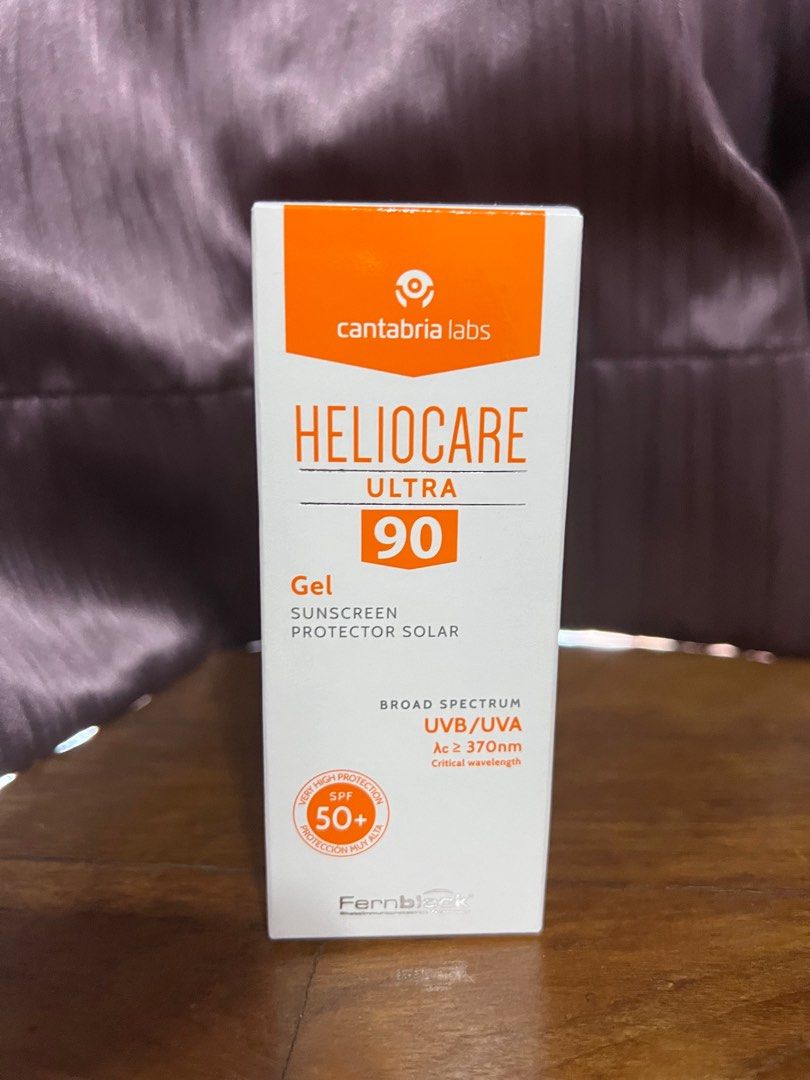 cantabria labs
HELIOCARE
ULTRA
90
Gel
SUNSCREEN
PROTECTOR SOLAR
BROAD SPECTRUM
UVB/UVA
λc ≥ 370nm
Critical wavelength
VERY HIGH PROTECTION
SPF
50+
PROTECCIÓN MUY ALTA
Fernblock®